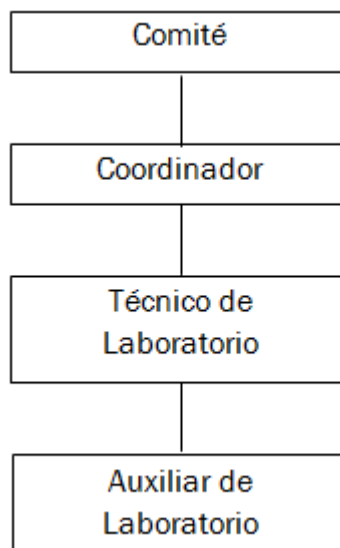 Comité
Coordinador
Técnico de
Laboratorio
Auxiliar de
Laboratorio